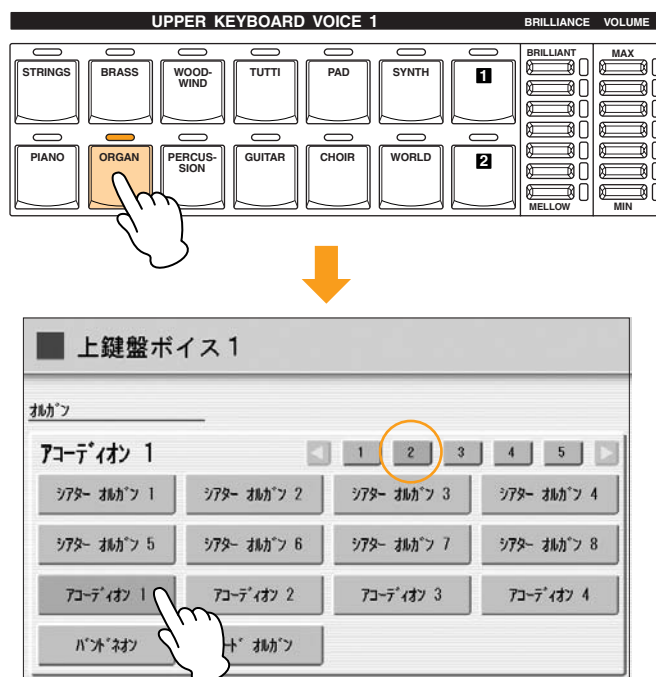 UPPER KEYBOARD VOICE 1 BRILLIANCE VOLUME
BRILLIANT MAX
STRINGS BRASS WOOD-WIND TUTTI PAD SYNTH 1
PIANO ORGAN PERCUS-SION GUITAR CHOIR WORLD 2
MELLOW MIN
上鍵盤ボイス1
オルガン
アコーディオン 1 1 2 3 4 5
シアター オルガン 1 シアター オルガン 2 シアター オルガン 3 シアター オルガン 4
シアター オルガン 5 シアター オルガン 6 シアター オルガン 7 シアター オルガン 8
アコーディオン 1 アコーディオン 2 アコーディオン 3 アコーディオン 4
バンドネオン オルガン